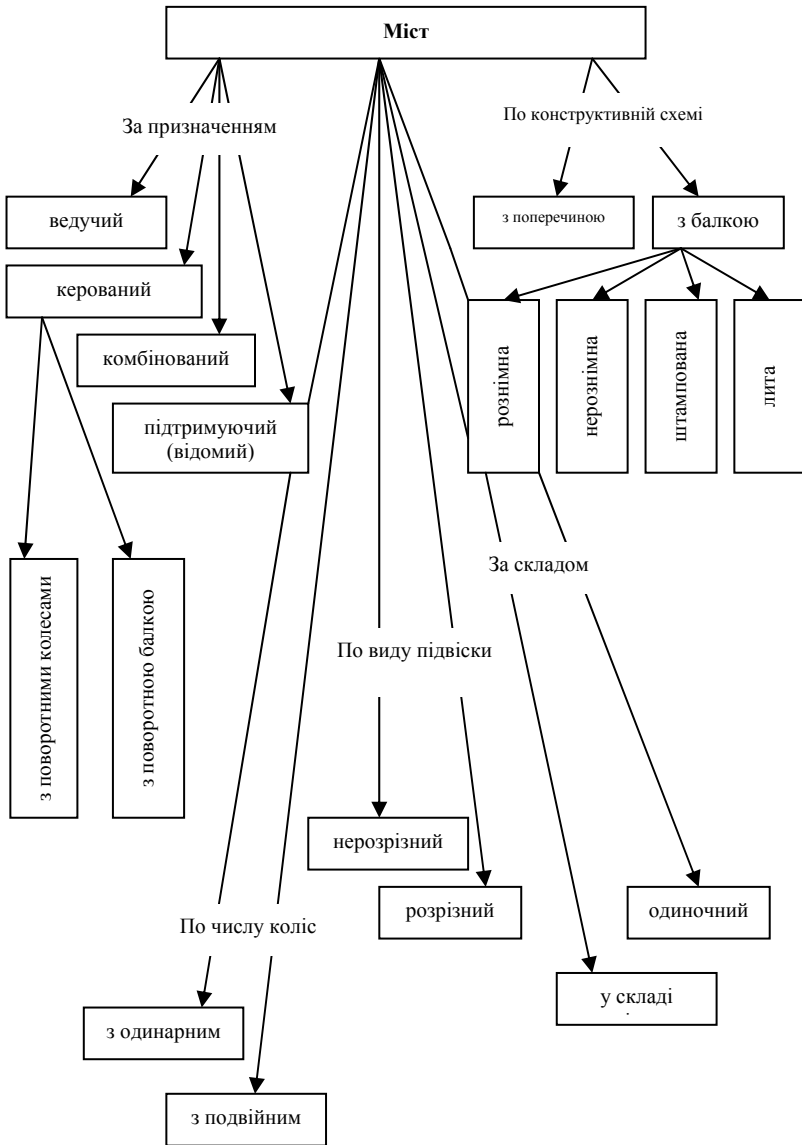 Міст
За призначенням
По конструктивній схемі
ведучий
з поперечиною
з балкою
керований
комбінований
підтримуючий
(відомий)
рознімна
нерознімна
штампована
лита
За складом
з поворотними колесами
з поворотною балкою
По виду підвіски
нерозрізний
розрізний
одиночний
По числу коліс
у складі
з одинарним
з подвійним